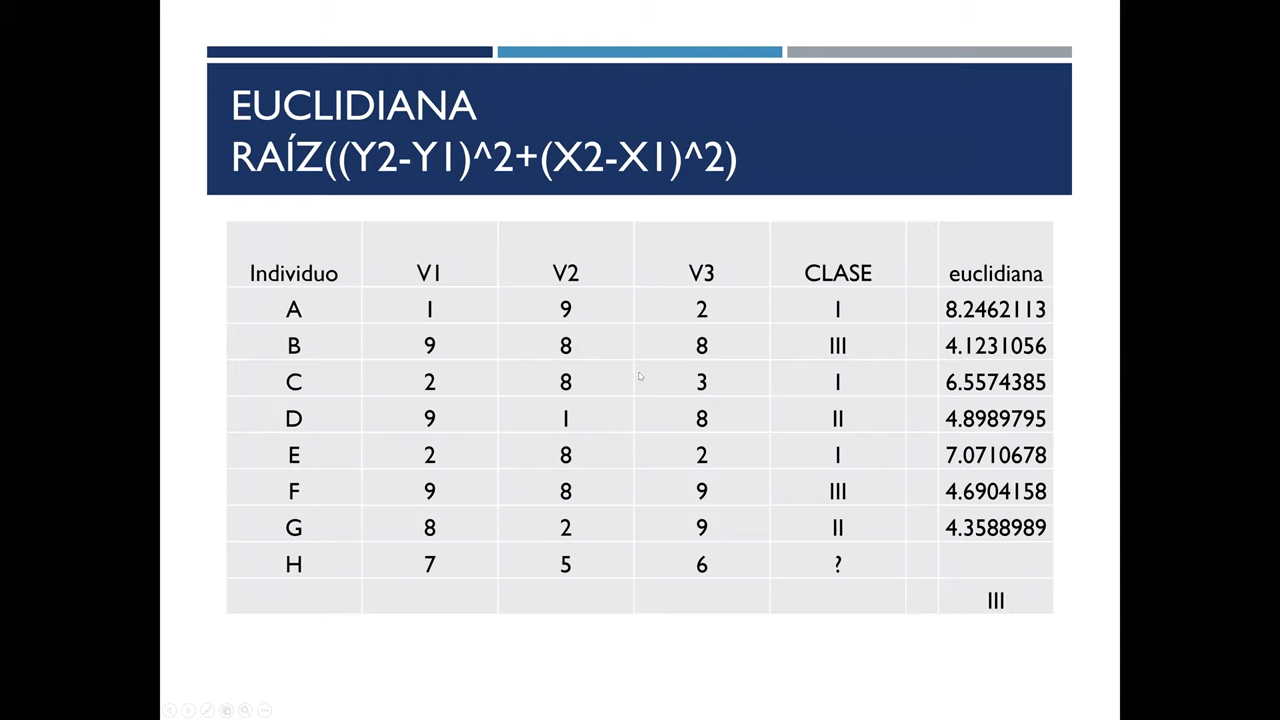 EUCLIDIANA
RAÍZ((Y2-Y1)^2+(X2-X1)^2)
Individuo V1 V2 V3 CLASE euclidiana
A 1 9 2 I 8.2462113
B 9 8 8 III 4.1231056
C 2 8 3 I 6.5574385
D 9 1 8 II 4.8989795
E 2 8 2 I 7.0710678
F 9 8 9 III 4.6904158
G 8 2 9 II 4.3588989
H 7 5 6 ?
III